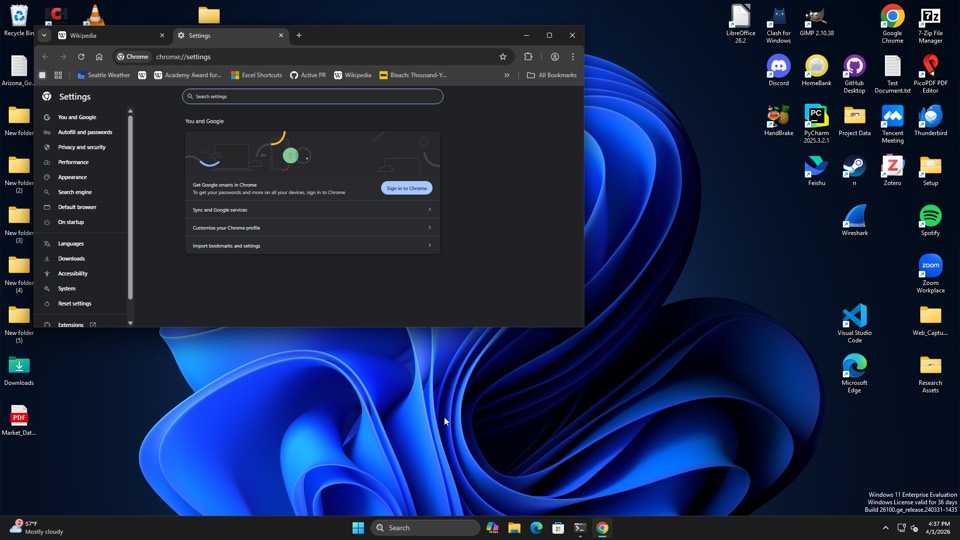 Wikipedia
Settings
Chrome
chrome://settings
Seattle Weather
Academy Award for...
Excel Shortcuts
Active PR
Wikipedia
Bleach: Thousand-Y...
All Bookmarks
Settings
Search settings
You and Google
Autofill and passwords
Privacy and security
Performance
Appearance
Search engine
Default browser
On startup
Languages
Downloads
Accessibility
System
Reset settings
Extensions
You and Google
Get Google smarts in Chrome
To get your passwords and more on all your devices, sign in to Chrome
Sign in to Chrome
Sync and Google services
Customize your Chrome profile
Import bookmarks and settings
Recycle Bin
Arizona_Go...
New folder
New folder
(2)
New folder
(3)
New folder
(4)
New folder
(5)
Downloads
PDF
Market_Dat...
LibreOffice
26.2
Clash for
Windows
GIMP 2.10.38
Google
Chrome
7z
7-Zip File
Manager
Discord
HomeBank
GitHub
Desktop
Test
Document.txt
PicoPDF PDF
Editor
HandBrake
PC
PyCharm
2025.3.2.1
Project Data
Tencent
Meeting
Thunderbird
Feishu
n
Z
Zotero
Setup
Wireshark
Spotify
zoom
Zoom
Workplace
Visual Studio
Code
Web_Captu...
Microsoft
Edge
Research
Assets
Windows 11 Enterprise Evaluation
Windows License valid for 36 days
Build 26100.ge_release.240331-1435
57°F
Mostly cloudy
Search
4:37 PM
4/1/2026